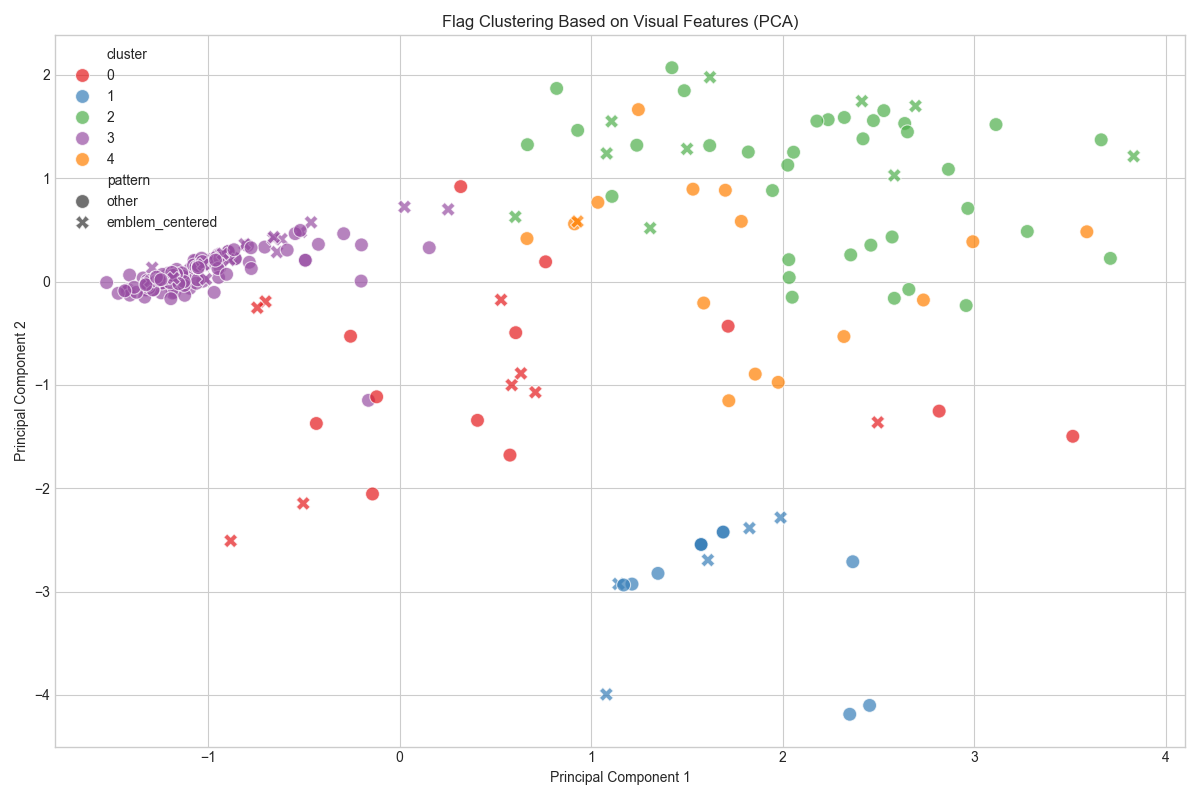 Flag Clustering Based on Visual Features (PCA)
cluster
0
1
2
3
4
pattern
other
emblem_centered
2
1
0
−1
−2
−3
−4
Principal Component 2
−1
0
1
2
3
4
Principal Component 1